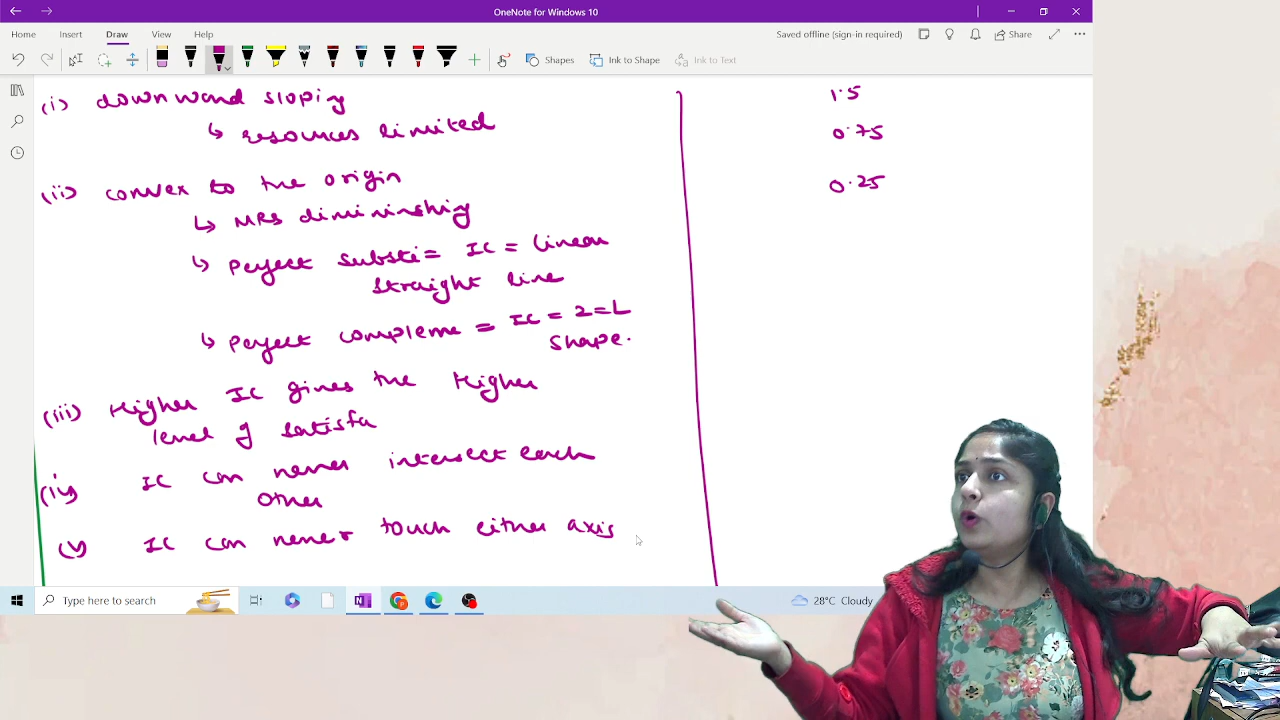 OneNote for Windows 10
Home Insert Draw View Help Saved offline (sign-in required) Share
Shapes Ink to Shape Ink to Text
(i) downward sloping
↳ resources limited
(ii) convex to the origin
↳ MRS diminishing
↳ Perfect substi = IC = linear
straight line
↳ Perfect compleme = IC = 2 = L
shape.
(iii) Higher IC gives the Higher
level of satisfa
(iv) IC can never intersect each
other
(v) IC can never touch either axis
1.5
0.75
0.25
Type here to search 28°C Cloudy